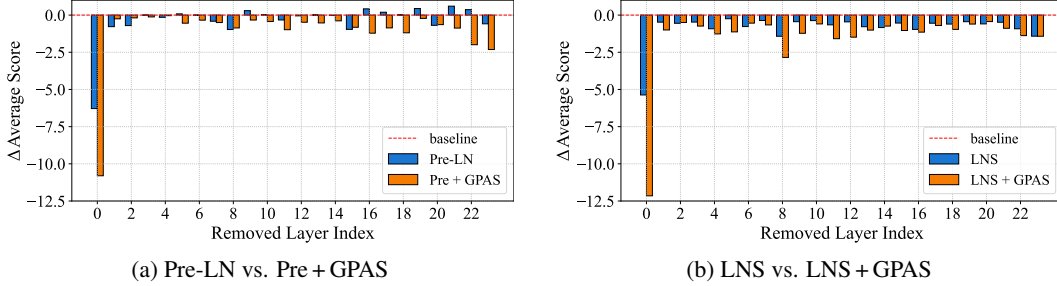 0.0
−2.5
−5.0
−7.5
−10.0
−12.5
Δ Average Score
baseline
Pre-LN
Pre + GPAS
0 2 4 6 8 10 12 14 16 18 20 22
Removed Layer Index
(a) Pre-LN vs. Pre + GPAS
0.0
−2.5
−5.0
−7.5
−10.0
−12.5
Δ Average Score
baseline
LNS
LNS + GPAS
0 2 4 6 8 10 12 14 16 18 20 22
Removed Layer Index
(b) LNS vs. LNS + GPAS